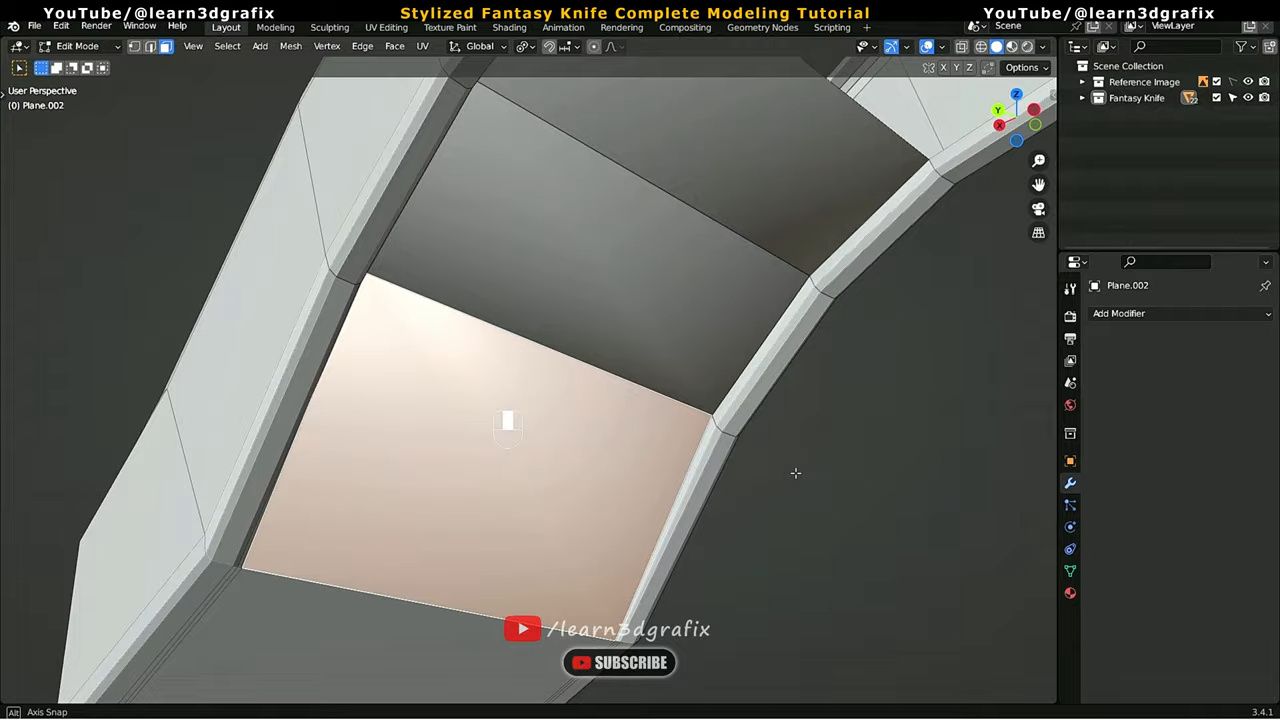 YouTube/@learn3dgrafix
Stylized Fantasy Knife Complete Modeling Tutorial
YouTube/@learn3dgrafix
File Edit Render Window Help Layout Modeling Sculpting UV Editing Texture Paint Shading Animation Rendering Compositing Geometry Nodes Scripting + Scene ViewLayer
Edit Mode View Select Add Mesh Vertex Edge Face UV Global
X Y Z Options
User Perspective
(0) Plane.002
Scene Collection
Reference Image
Fantasy Knife
Z
Y
X
Plane.002
Add Modifier
/learn3dgrafix
SUBSCRIBE
Alt Axis Snap
3.4.1